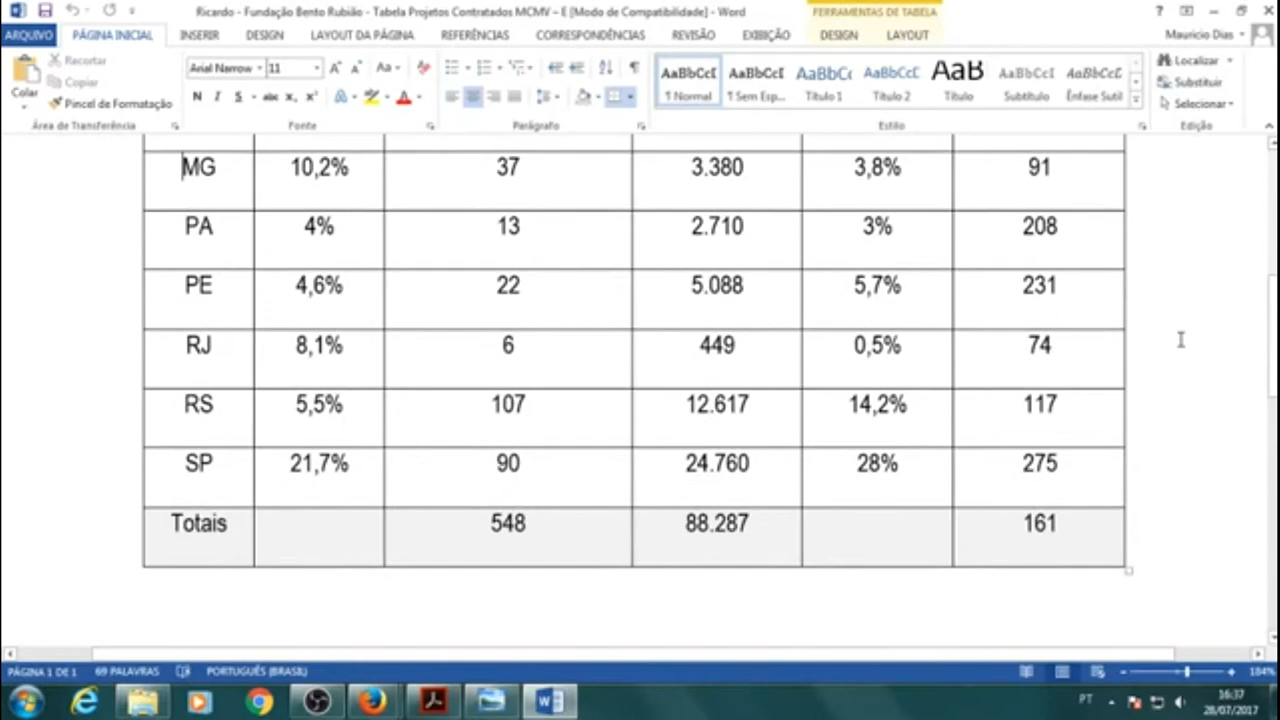 Ricardo - Fundação Bento Rubião - Tabela Projetos Contratados MCMV – E [Modo de Compatibilidade] - Word
FERRAMENTAS DE TABELA
ARQUIVO PÁGINA INICIAL INSERIR DESIGN LAYOUT DA PÁGINA REFERÊNCIAS CORRESPONDÊNCIAS REVISÃO EXIBIÇÃO DESIGN LAYOUT Mauricio Dias
Colar
Recortar
Copiar
Pincel de Formatação
Área de Transferência
Arial Narrow 11
N I S abc x₂ x²
Fonte
Parágrafo
AaBbCcI AaBbCcI AaBbCc AaBbCcI AaB AaBbCcI AaBbCcI
¶ Normal ¶ Sem Esp... Título 1 Título 2 Título Subtítulo Ênfase Sutil
Estilo
Localizar
Substituir
Selecionar
Edição
MG 10,2% 37 3.380 3,8% 91
PA 4% 13 2.710 3% 208
PE 4,6% 22 5.088 5,7% 231
RJ 8,1% 6 449 0,5% 74
RS 5,5% 107 12.617 14,2% 117
SP 21,7% 90 24.760 28% 275
Totais 548 88.287 161
PÁGINA 1 DE 1 69 PALAVRAS PORTUGUÊS (BRASIL) 184%
PT 16:37
28/07/2017